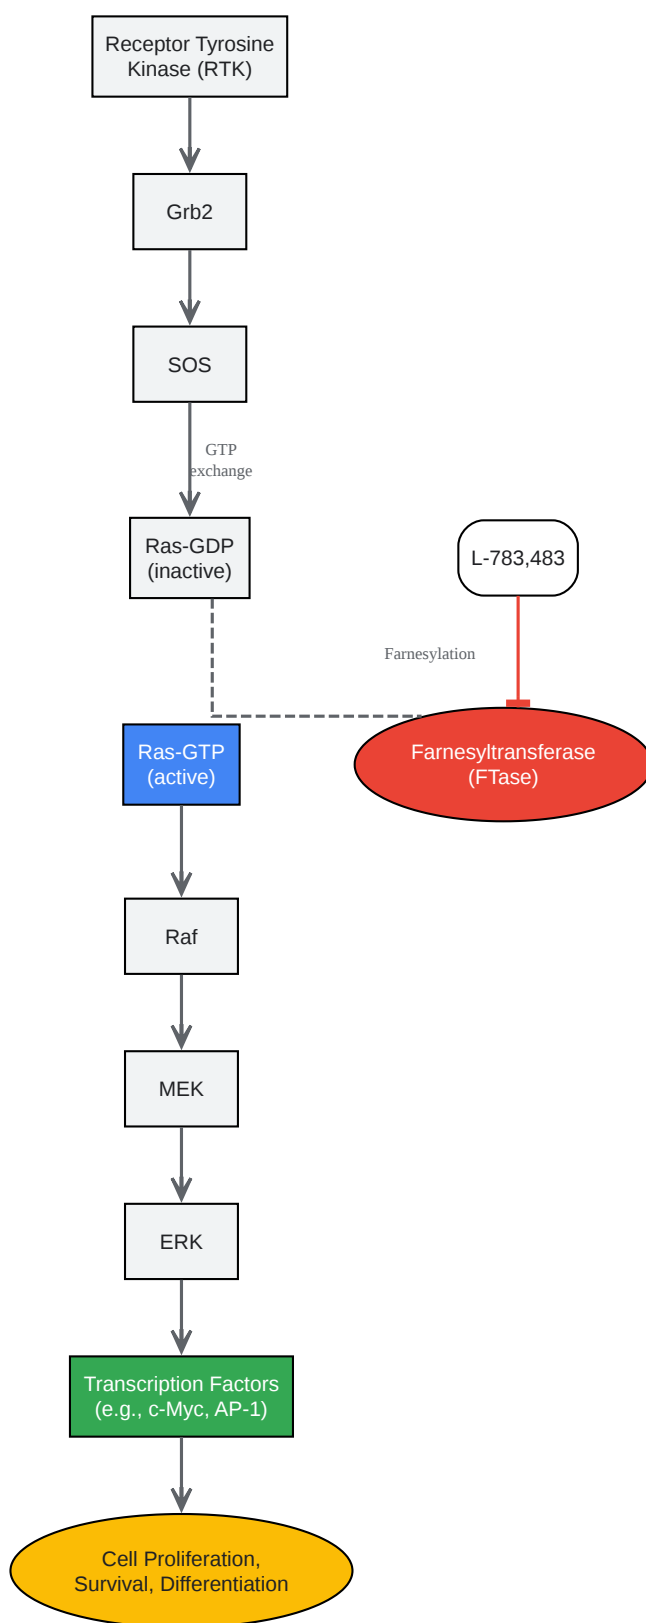 Receptor Tyrosine
Kinase (RTK)
Grb2
SOS
GTP
exchange
Ras-GDP
(inactive)
L-783,483
Farnesylation
Ras-GTP
(active)
Farnesyltransferase
(FTase)
Raf
MEK
ERK
Transcription Factors
(e.g., c-Myc, AP-1)
Cell Proliferation,
Survival, Differentiation